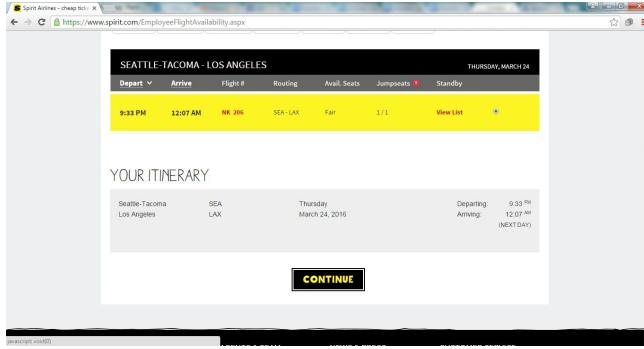 Spirit Airlines - cheap ticke
https://www.spirit.com/EmployeeFlightAvailability.aspx
SEATTLE-TACOMA - LOS ANGELES THURSDAY, MARCH 24
Depart Arrive Flight # Routing Avail. Seats Jumpseats Standby
9:33 PM 12:07 AM NK 206 SEA - LAX Fair 1 / 1 View List
YOUR ITINERARY
Seattle-Tacoma SEA Thursday Departing: 9:33 PM
Los Angeles LAX March 24, 2016 Arriving: 12:07 AM
(NEXT DAY)
CONTINUE
javascript: void(0)